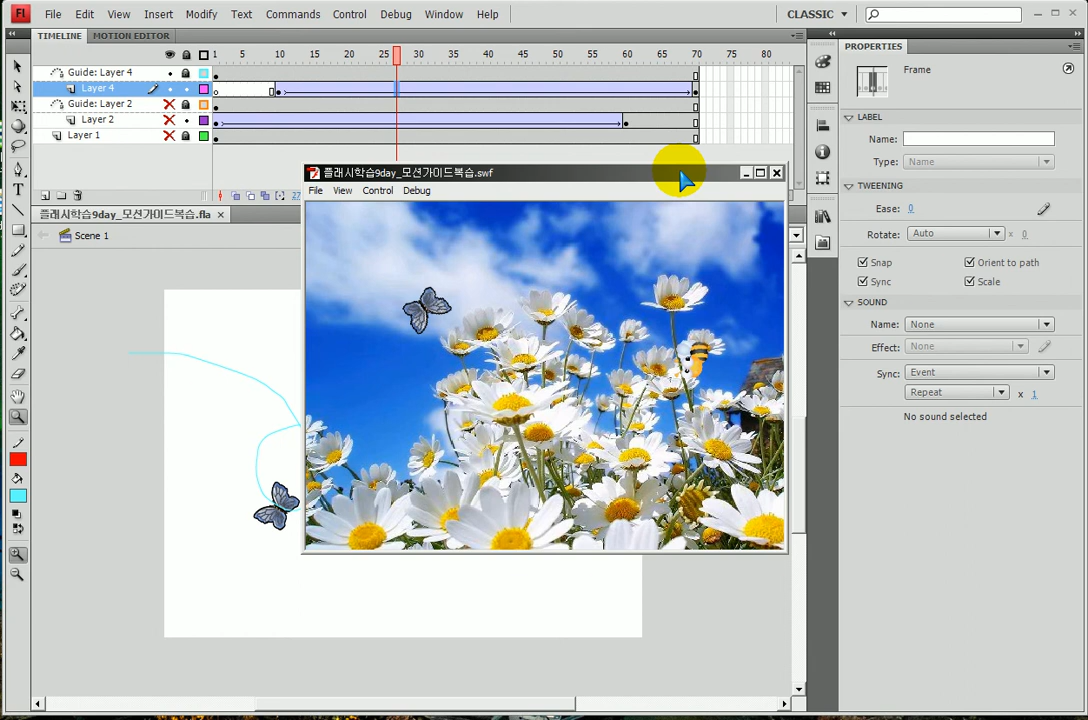 Fl File Edit View Insert Modify Text Commands Control Debug Window Help CLASSIC
TIMELINE MOTION EDITOR
1 5 10 15 20 25 30 35 40 45 50 55 60 65 70 75 80
Guide: Layer 4
Layer 4
Guide: Layer 2
Layer 2
Layer 1
27
플래시학습9day_모션가이드복습.fla ×
Scene 1
플래시학습9day_모션가이드복습.swf
File View Control Debug
PROPERTIES
Frame
LABEL
Name:
Type: Name
TWEENING
Ease: 0
Rotate: Auto x 0
Snap Orient to path
Sync Scale
SOUND
Name: None
Effect: None
Sync: Event
Repeat x 1
No sound selected